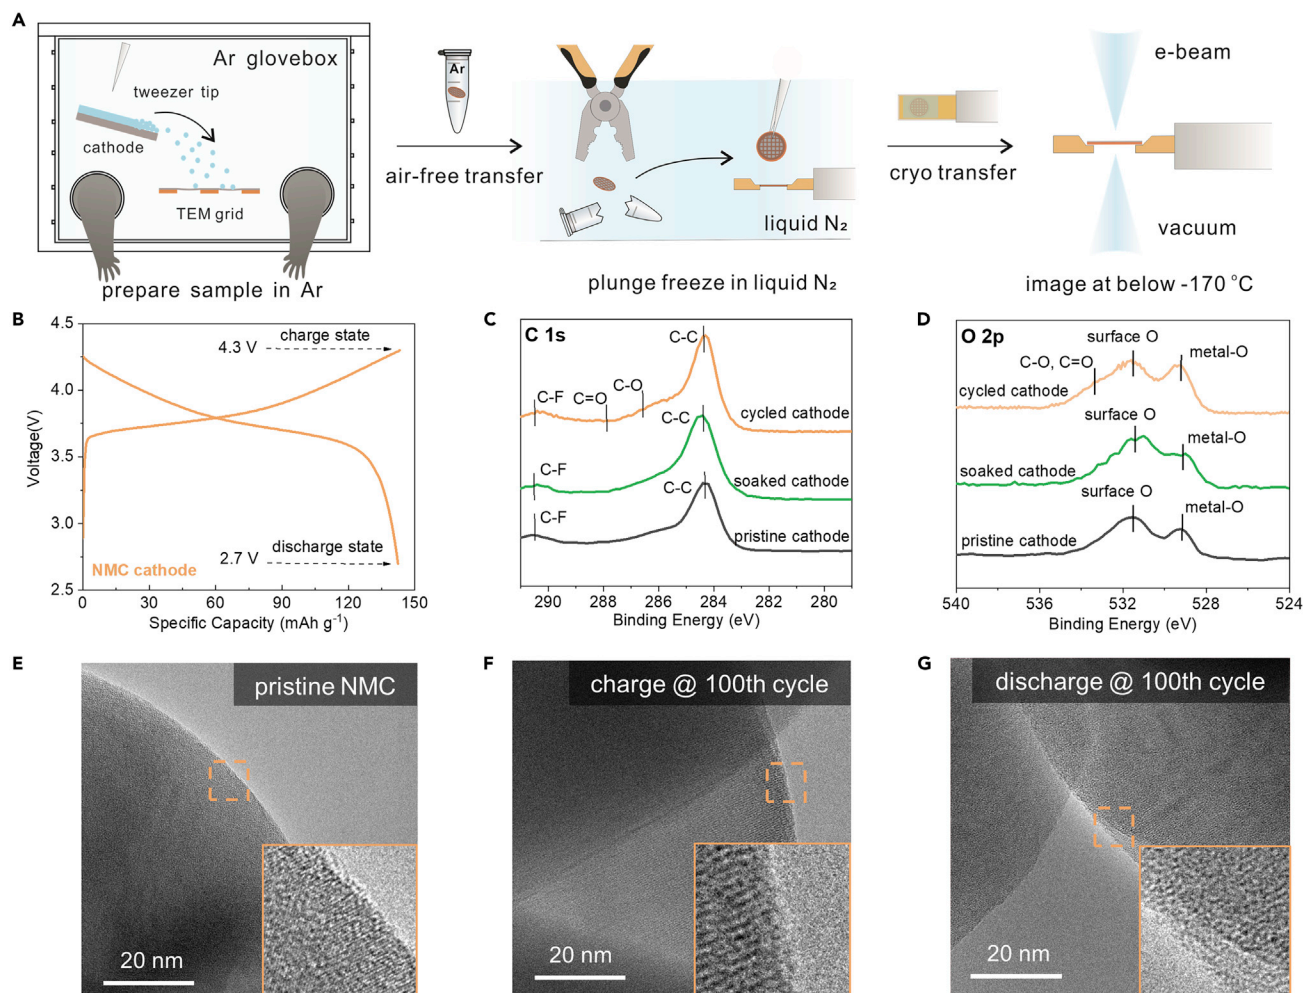 A
Ar glovebox
tweezer tip
cathode
TEM grid
prepare sample in Ar
Ar
air-free transfer
liquid N₂
plunge freeze in liquid N₂
cryo transfer
e-beam
vacuum
image at below -170 °C
B
4.5
4.0
3.5
3.0
2.5
Voltage(V)
charge state
4.3 V
discharge state
2.7 V
NMC cathode
0 30 60 90 120 150
Specific Capacity (mAh g⁻¹)
C
C 1s
C-C
C-O
C=O
C-F
cycled cathode
C-C
C-F
soaked cathode
C-C
C-F
pristine cathode
290 288 286 284 282 280
Binding Energy (eV)
D
O 2p
surface O
metal-O
C-O, C=O
cycled cathode
surface O
metal-O
soaked cathode
surface O
metal-O
pristine cathode
540 536 532 528 524
Binding Energy (eV)
E
pristine NMC
20 nm
F
charge @ 100th cycle
20 nm
G
discharge @ 100th cycle
20 nm